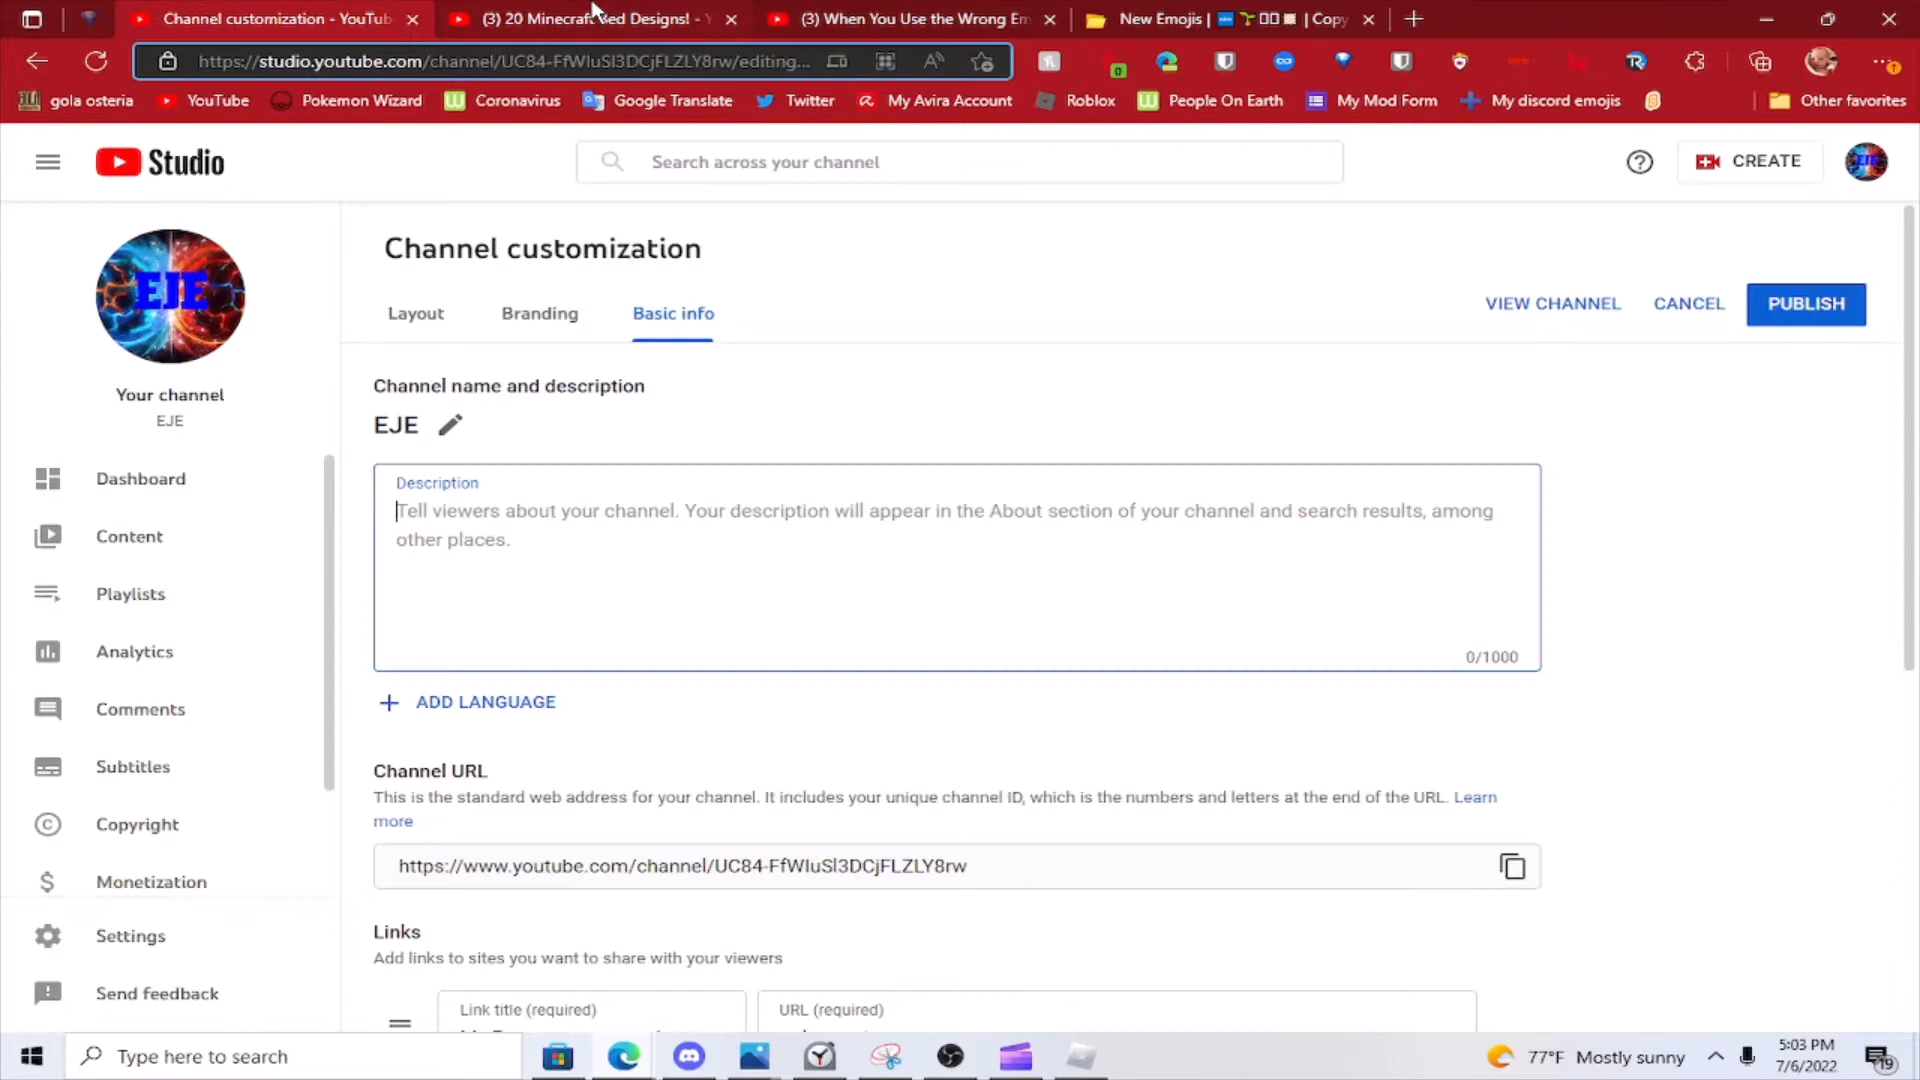 Channel customization - YouTub
(3) 20 Minecraft Bed Designs! - Y
(3) When You Use the Wrong Em
New Emojis | | Copy
https://studio.youtube.com/channel/UC84-FfWIuSl3DCjFLZLY8rw/editing...
0
gola osteria
YouTube
Pokemon Wizard
Coronavirus
Google Translate
Twitter
My Avira Account
Roblox
People On Earth
My Mod Form
My discord emojis
Other favorites
Studio
Search across your channel
CREATE
EJE
Channel customization
Layout
Branding
Basic info
VIEW CHANNEL
CANCEL
PUBLISH
EJE
Your channel
EJE
Dashboard
Content
Playlists
Analytics
Comments
Subtitles
Copyright
Monetization
Settings
Send feedback
Channel name and description
EJE
Description
Tell viewers about your channel. Your description will appear in the About section of your channel and search results, among
other places.
0/1000
ADD LANGUAGE
Channel URL
This is the standard web address for your channel. It includes your unique channel ID, which is the numbers and letters at the end of the URL. Learn
more
https://www.youtube.com/channel/UC84-FfWIuSl3DCjFLZLY8rw
Links
Add links to sites you want to share with your viewers
Link title (required)
URL (required)
Type here to search
77°F Mostly sunny
5:03 PM
7/6/2022
19